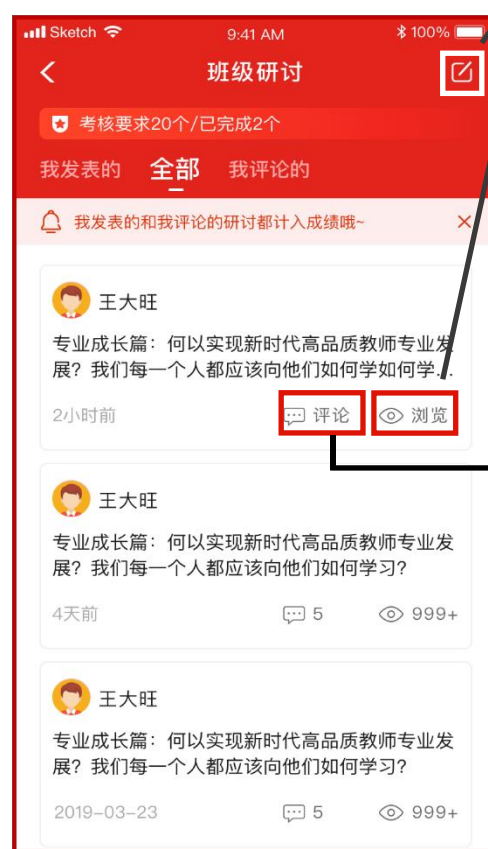 Sketch 9:41 AM 100%
班级研讨
考核要求20个/已完成2个
我发表的 全部 我评论的
我发表的和我评论的研讨都计入成绩哦~
王大旺
专业成长篇：何以实现新时代高品质教师专业发
展？我们每一个人都应该向他们如何学如何学...
2小时前 评论 浏览
王大旺
专业成长篇：何以实现新时代高品质教师专业发
展？我们每一个人都应该向他们如何学习？
4天前 5 999+
王大旺
专业成长篇：何以实现新时代高品质教师专业发
展？我们每一个人都应该向他们如何学习？
2019-03-23 5 999+